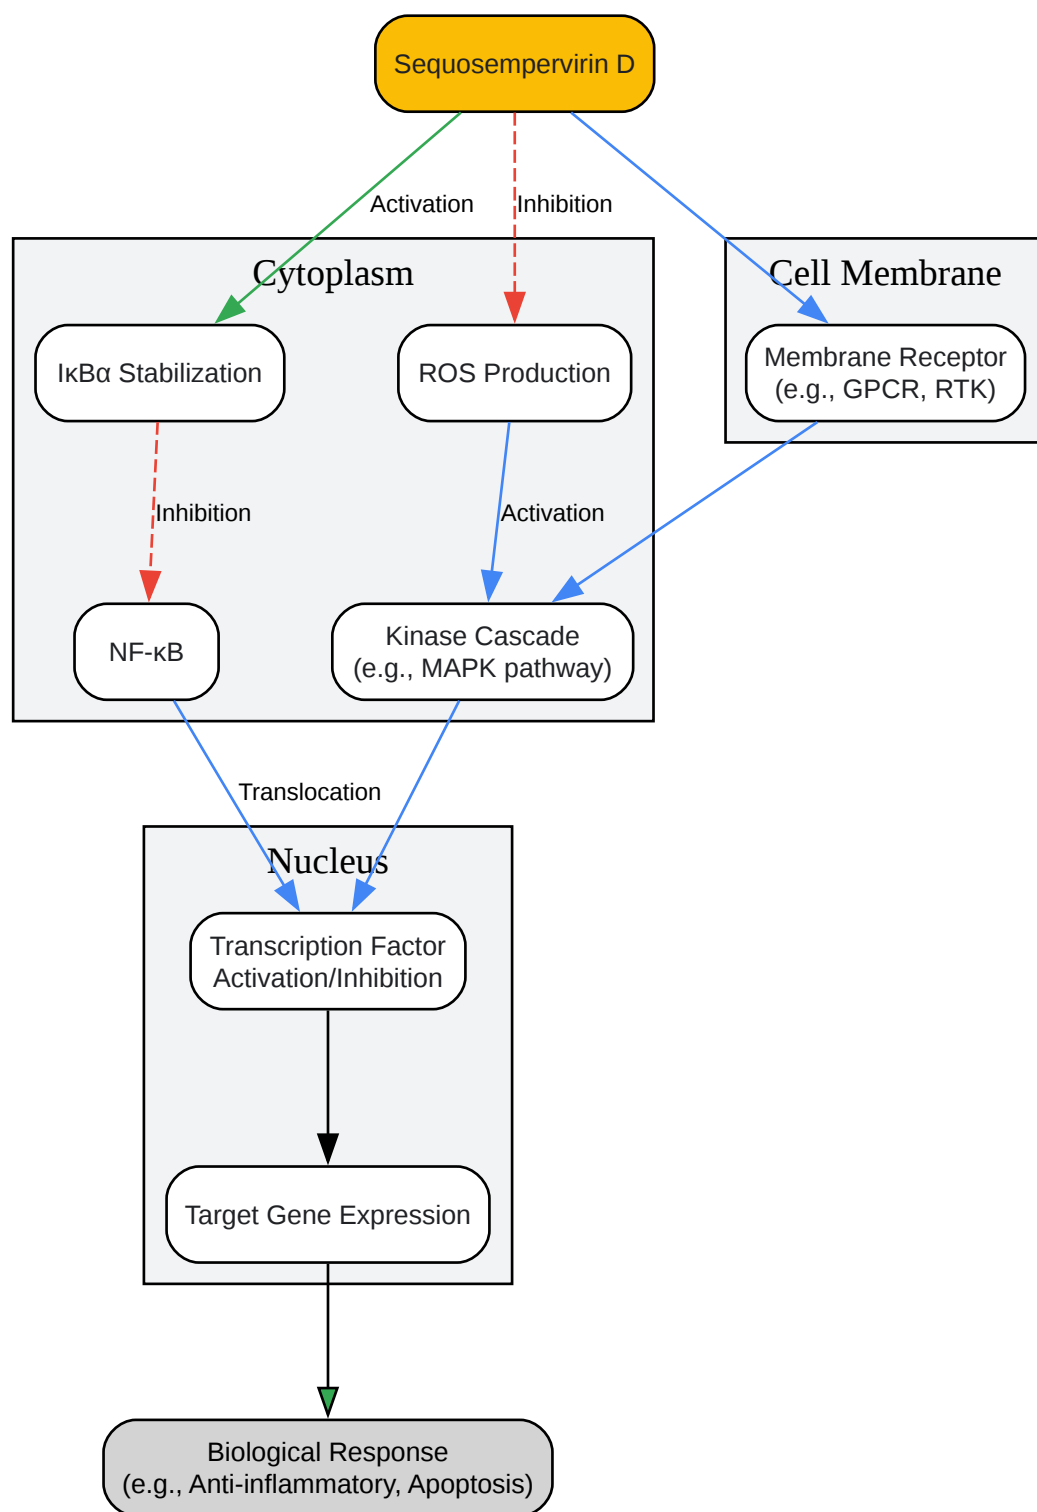 Sequosempervirin D
Activation
Inhibition
Cytoplasm
Cell Membrane
IκBα Stabilization
ROS Production
Membrane Receptor
(e.g., GPCR, RTK)
Inhibition
Activation
NF-κB
Kinase Cascade
(e.g., MAPK pathway)
Translocation
Nucleus
Transcription Factor
Activation/Inhibition
Target Gene Expression
Biological Response
(e.g., Anti-inflammatory, Apoptosis)